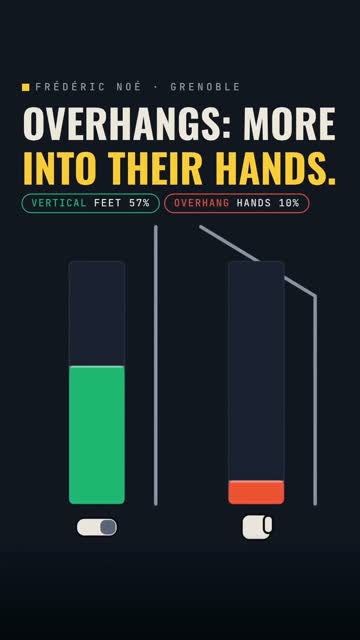 FRÉDÉRIC NOÉ · GRENOBLE
OVERHANGS: MORE
INTO THEIR HANDS.
VERTICAL FEET 57% OVERHANG HANDS 10%